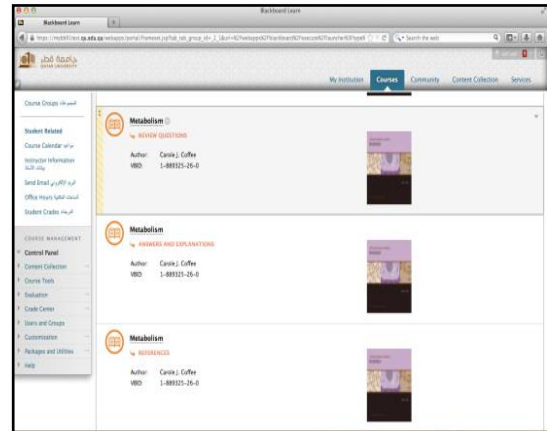 Blackboard Learn
Blackboard Learn
Search the web
جامعة قطر
QATAR UNIVERSITY
My Institution
Courses
Community
Content Collection
Services
Course Groups
Student Related
Course Calendar
Instructor Information
Send Email
Office Hours
Student Grades
COURSE MANAGEMENT
Control Panel
Content Collection
Course Tools
Evaluation
Grade Center
Users and Groups
Customization
Packages and Utilities
Help
Metabolism
REVIEW QUESTIONS
Author: Carole J. Coffee
VBID: 1-889325-26-0
Metabolism
ANSWERS AND EXPLANATIONS
Author: Carole J. Coffee
VBID: 1-889325-26-0
Metabolism
REFERENCES
Author: Carole J. Coffee
VBID: 1-889325-26-0